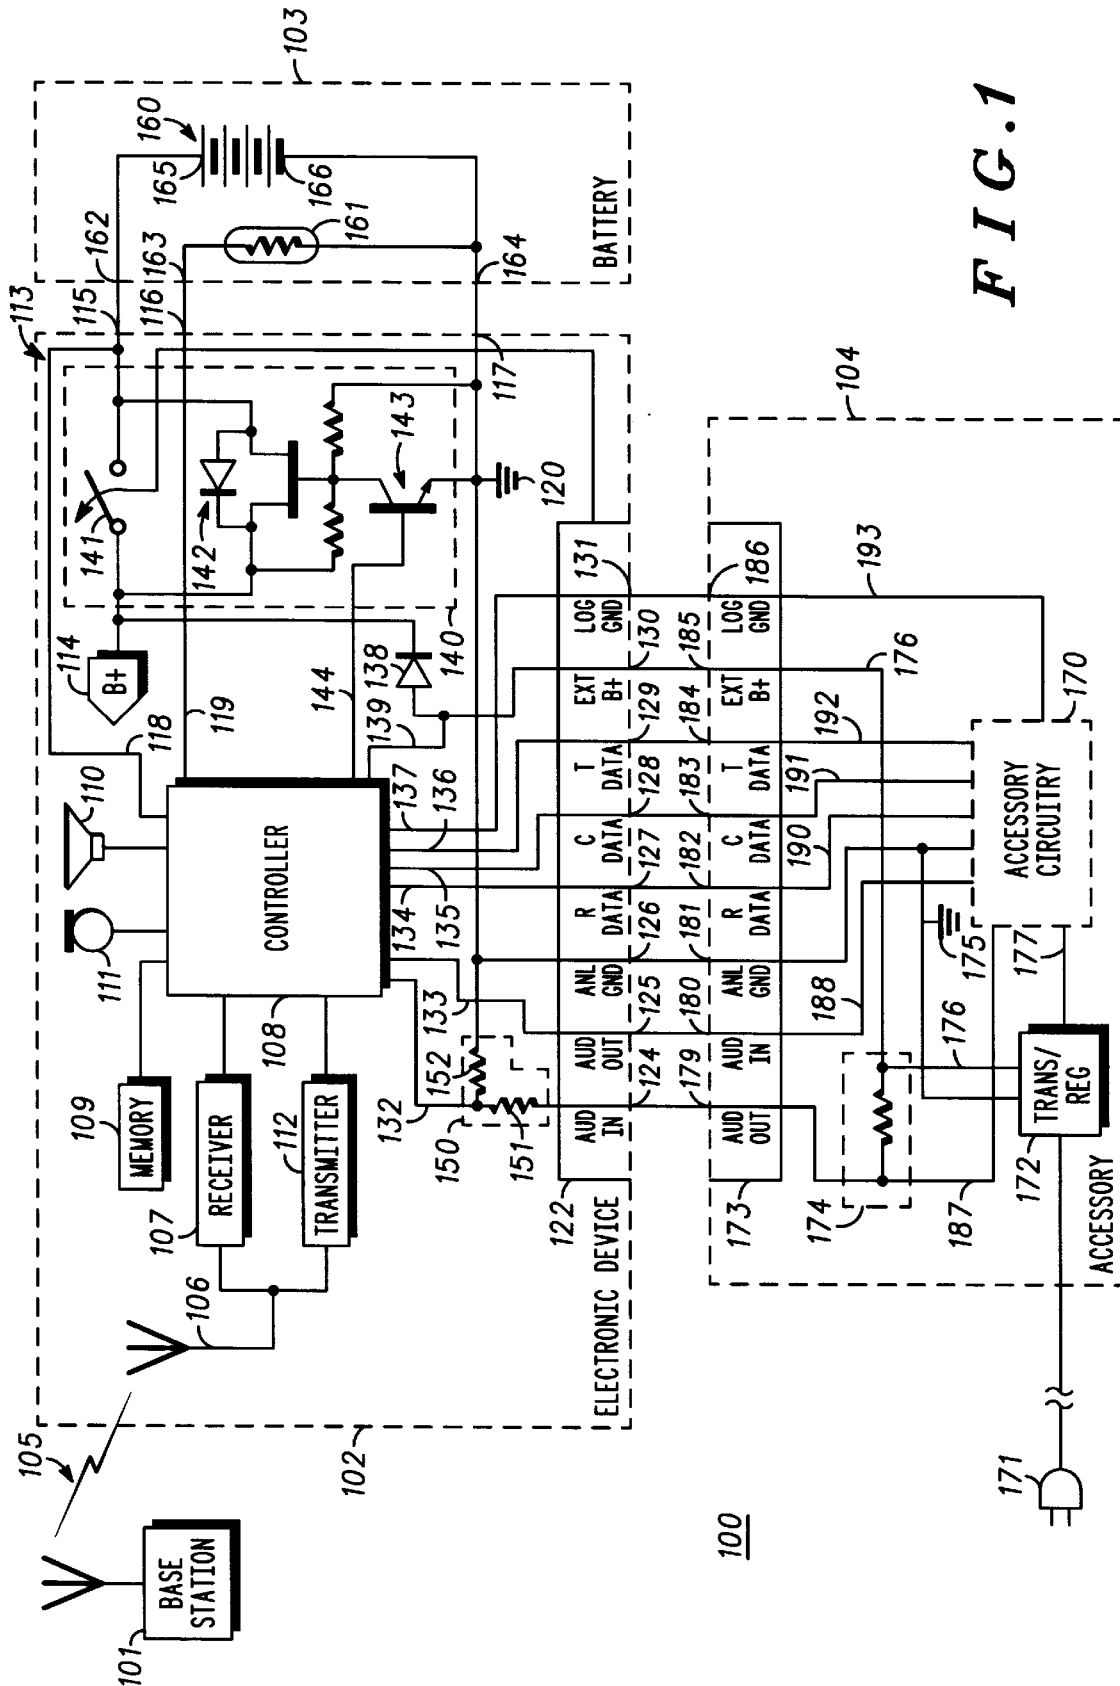 FIG.1
100
101
BASE
STATION
105
102
ELECTRONIC DEVICE
106
107
RECEIVER
112
TRANSMITTER
109
MEMORY
108
CONTROLLER
111
110
118
119
114
B+
113
115
116
117
141
142
143
140
144
138
139
137
136
135
134
133
132
120
150
151
152
122
AUD
IN
AUD
OUT
ANL
GND
R
DATA
C
DATA
T
DATA
EXT
B+
LOG
GND
124
125
126
127
128
129
130
131
103
BATTERY
160
165
166
161
162
163
164
104
ACCESSORY
173
AUD
OUT
AUD
IN
ANL
GND
R
DATA
C
DATA
T
DATA
EXT
B+
LOG
GND
179
180
181
182
183
184
185
186
174
187
188
190
191
192
176
193
175
177
176
170
ACCESSORY
CIRCUITRY
172
TRANS/
REG
171